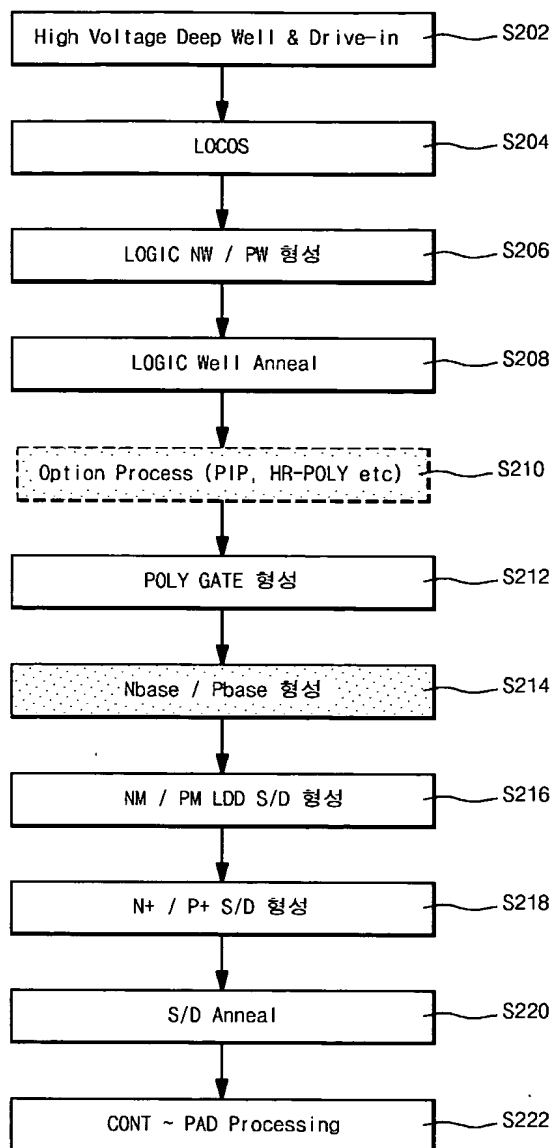 High Voltage Deep Well & Drive-in
S202
LOCOS
S204
LOGIC NW / PW 형성
S206
LOGIC Well Anneal
S208
Option Process (PIP, HR-POLY etc)
S210
POLY GATE 형성
S212
Nbase / Pbase 형성
S214
NM / PM LDD S/D 형성
S216
N+ / P+ S/D 형성
S218
S/D Anneal
S220
CONT ~ PAD Processing
S222